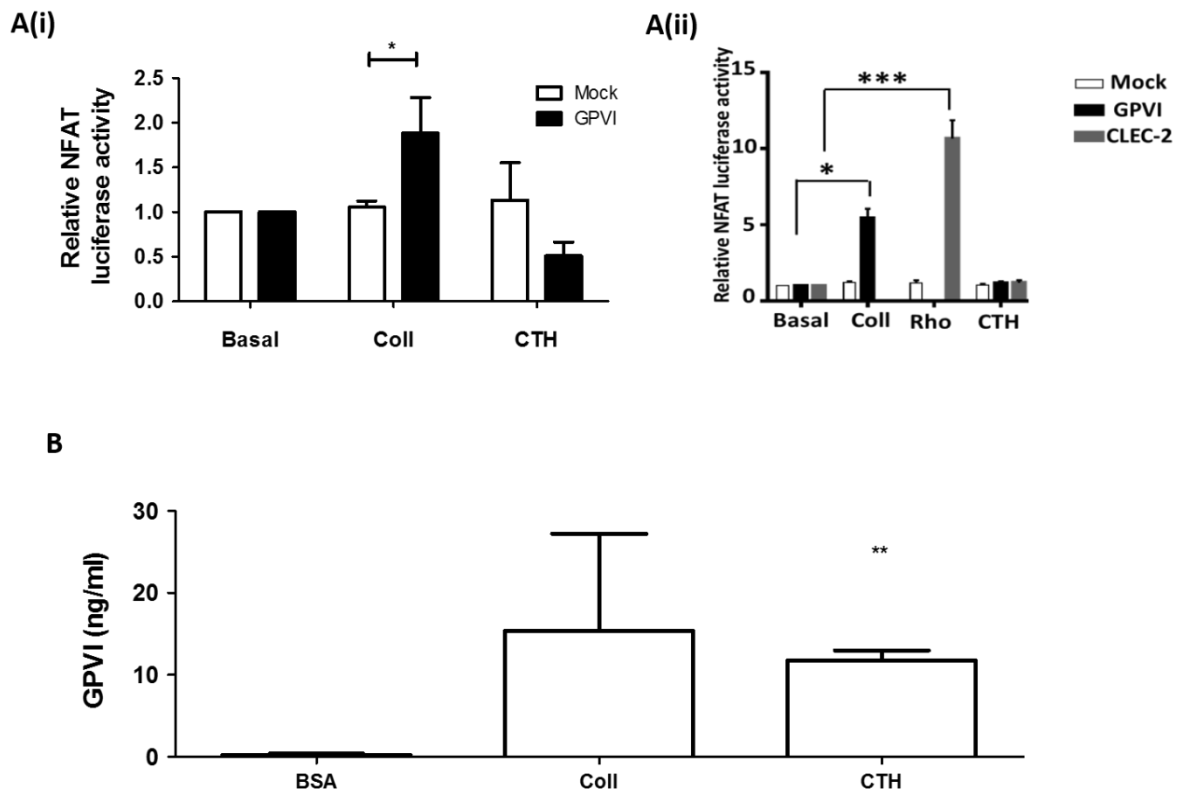 A(i)
*
2.5
2.0
1.5
1.0
0.5
0.0
Relative NFAT
luciferase activity
Mock
GPVI
Basal
Coll
CTH
A(ii)
15
10
5
0
Relative NFAT luciferase activity
***
*
Mock
GPVI
CLEC-2
Basal
Coll
Rho
CTH
B
30
20
10
0
GPVI (ng/ml)
**
BSA
Coll
CTH